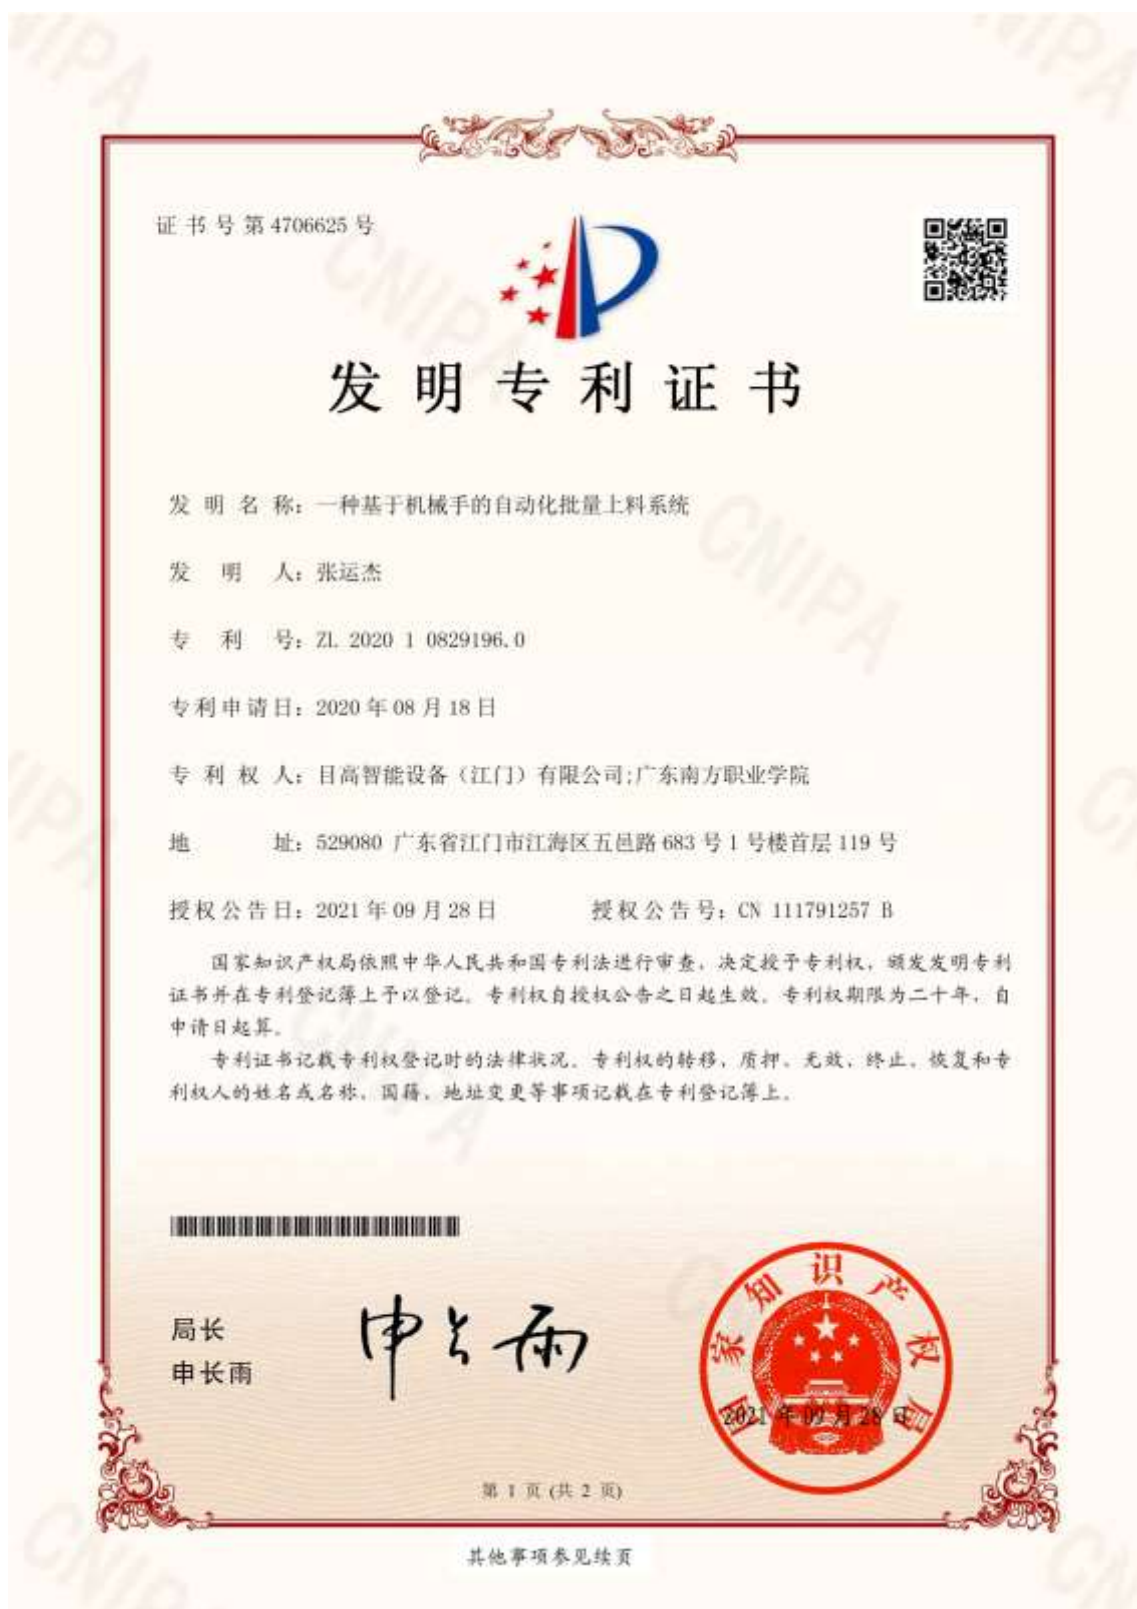 证书号第4706625号
发明专利证书
发明名称：一种基于机械手的自动化批量上料系统
发明人：张运杰
专利号：ZL 2020 1 0829196.0
专利申请日：2020年08月18日
专利权人：目高智能设备（江门）有限公司;广东南方职业学院
地址：529080 广东省江门市江海区五邑路683号1号楼首层119号
授权公告日：2021年09月28日 授权公告号：CN 111791257 B
国家知识产权局依照中华人民共和国专利法进行审查，决定授予专利权，颁发发明专利
证书并在专利登记簿上予以登记。专利权自授权公告之日起生效。专利权期限为二十年，自
申请日起算。
专利证书记载专利权登记时的法律状况。专利权的转移、质押、无效、终止、恢复和专
利权人的姓名或名称、国籍、地址变更等事项记载在专利登记簿上。
局长
申长雨
申长雨
国家知识产权局
2021年09月28日
第 1 页 (共 2 页)
其他事项参见续页
CNIPA
CNIPA
CNIPA
CNIPA
CNIPA